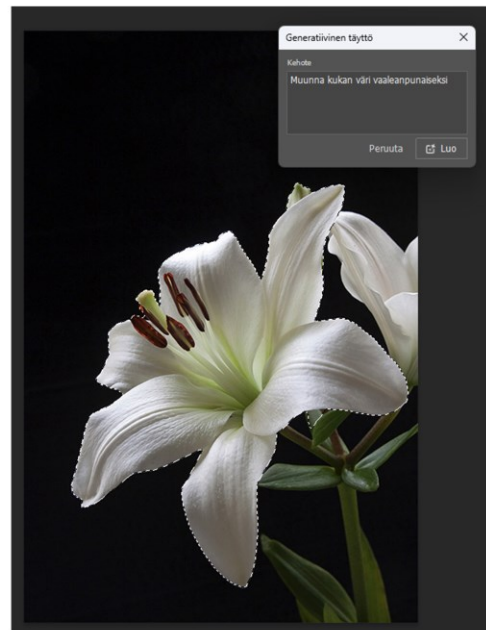 Generatiivinen täyttö
Kehote
Muunna kukan väri vaaleanpunaiseksi
Peruuta
Luo